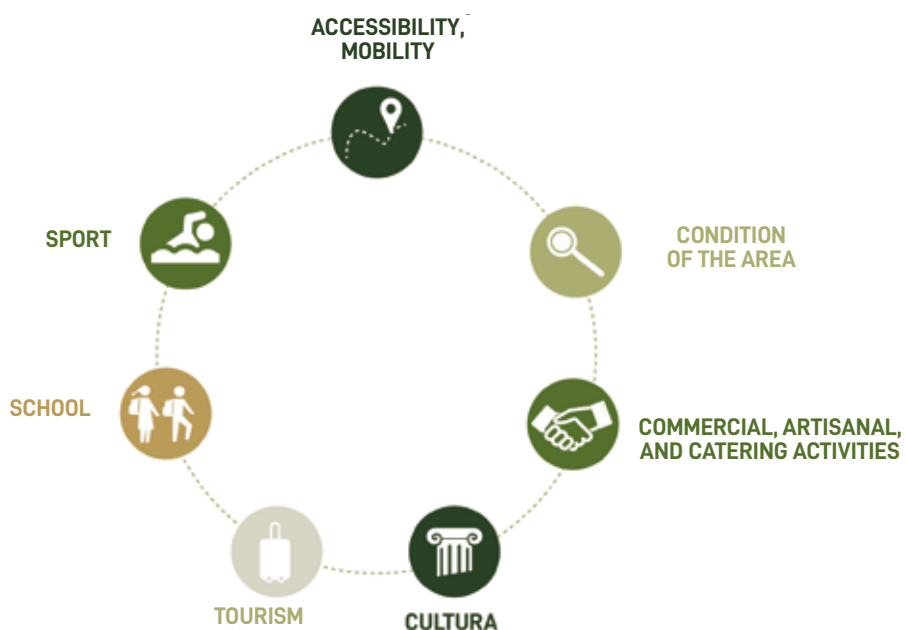 ACCESSIBILITY,
MOBILITY
SPORT
CONDITION
OF THE AREA
SCHOOL
COMMERCIAL, ARTISANAL,
AND CATERING ACTIVITIES
TOURISM
CULTURA